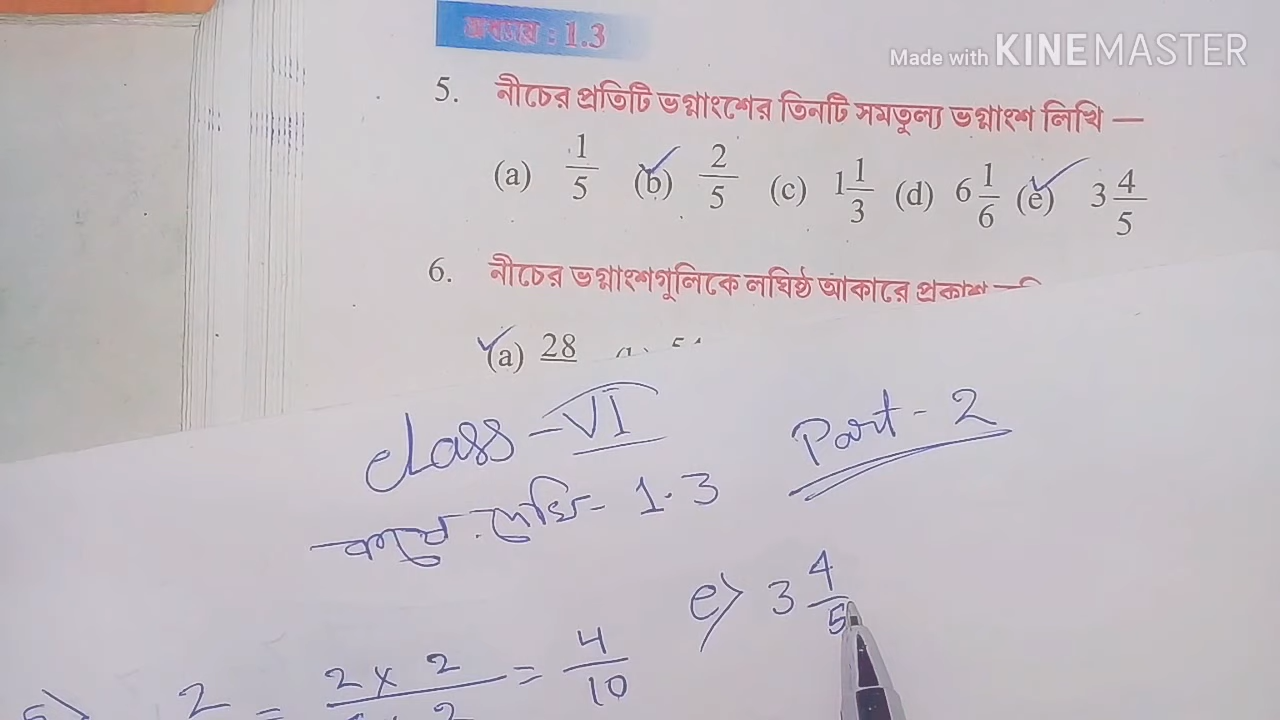 Made with KINEMASTER
অধ্যায় : 1.3
5. নীচের প্রতিটি ভগ্নাংশের তিনটি সমতুল্য ভগ্নাংশ লিখি —
(a) 1/5 (b) 2/5 (c) 1 1/3 (d) 6 1/6 (e) 3 4/5
6. নীচের ভগ্নাংশগুলিকে লঘিষ্ঠ আকারে প্রকাশ
(a) 28
class - VI
Part - 2
কষে দেখি - 1.3
e) 3 4/5
2 = 2 x 2 = 4/10
2